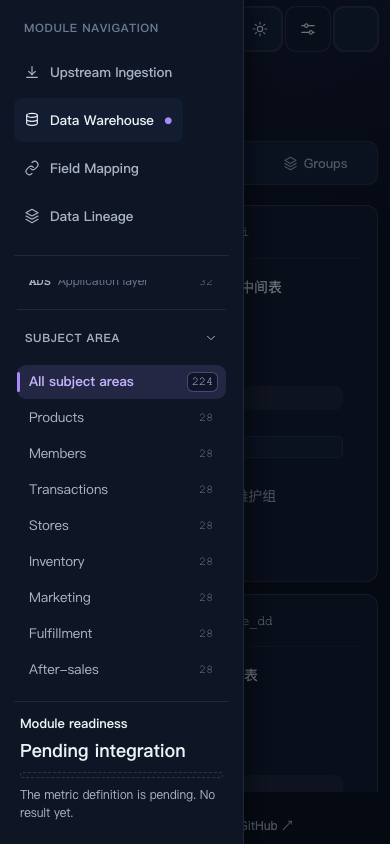 MODULE NAVIGATION
Upstream Ingestion
Data Warehouse
Field Mapping
Data Lineage
Groups
ADS Application layer 32
SUBJECT AREA
All subject areas 224
Products 28
Members 28
Transactions 28
Stores 28
Inventory 28
Marketing 28
Fulfillment 28
After-sales 28
中间表
护组
e_dd
表
Module readiness
Pending integration
The metric definition is pending. No
result yet.
GitHub ↗